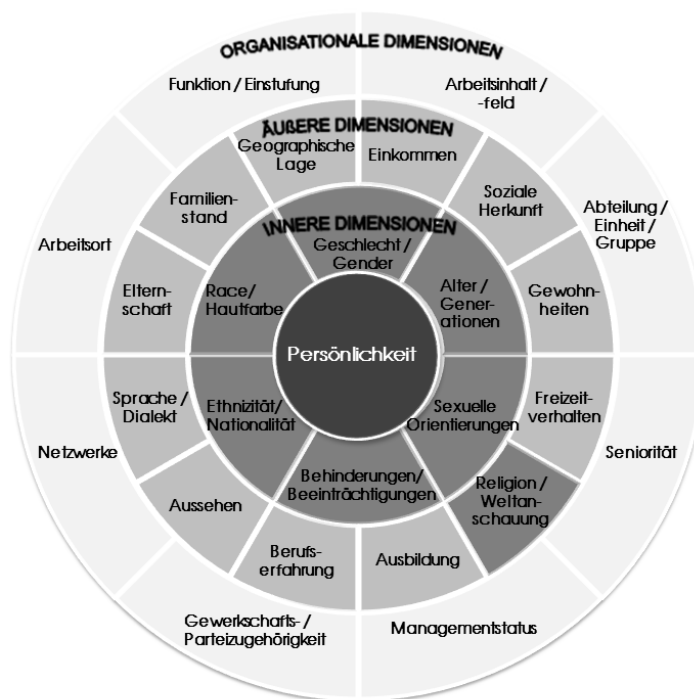 ORGANISATIONALE DIMENSIONEN
Funktion / Einstufung
Arbeitsinhalt /
-feld
Abteilung /
Einheit /
Gruppe
Seniorität
Managementstatus
Gewerkschafts- /
Parteizugehörigkeit
Netzwerke
Arbeitsort
ÄUßERE DIMENSIONEN
Geographische
Lage
Einkommen
Soziale
Herkunft
Gewohn-
heiten
Freizeit-
verhalten
Religion /
Weltan-
schauung
Ausbildung
Berufs-
erfahrung
Aussehen
Sprache /
Dialekt
Eltern-
schaft
Familien-
stand
INNERE DIMENSIONEN
Geschlecht /
Gender
Alter /
Gener-
ationen
Sexuelle
Orientierungen
Behinderungen/
Beeinträchtigungen
Ethnizität/
Nationalität
Race/
Hautfarbe
Persönlichkeit